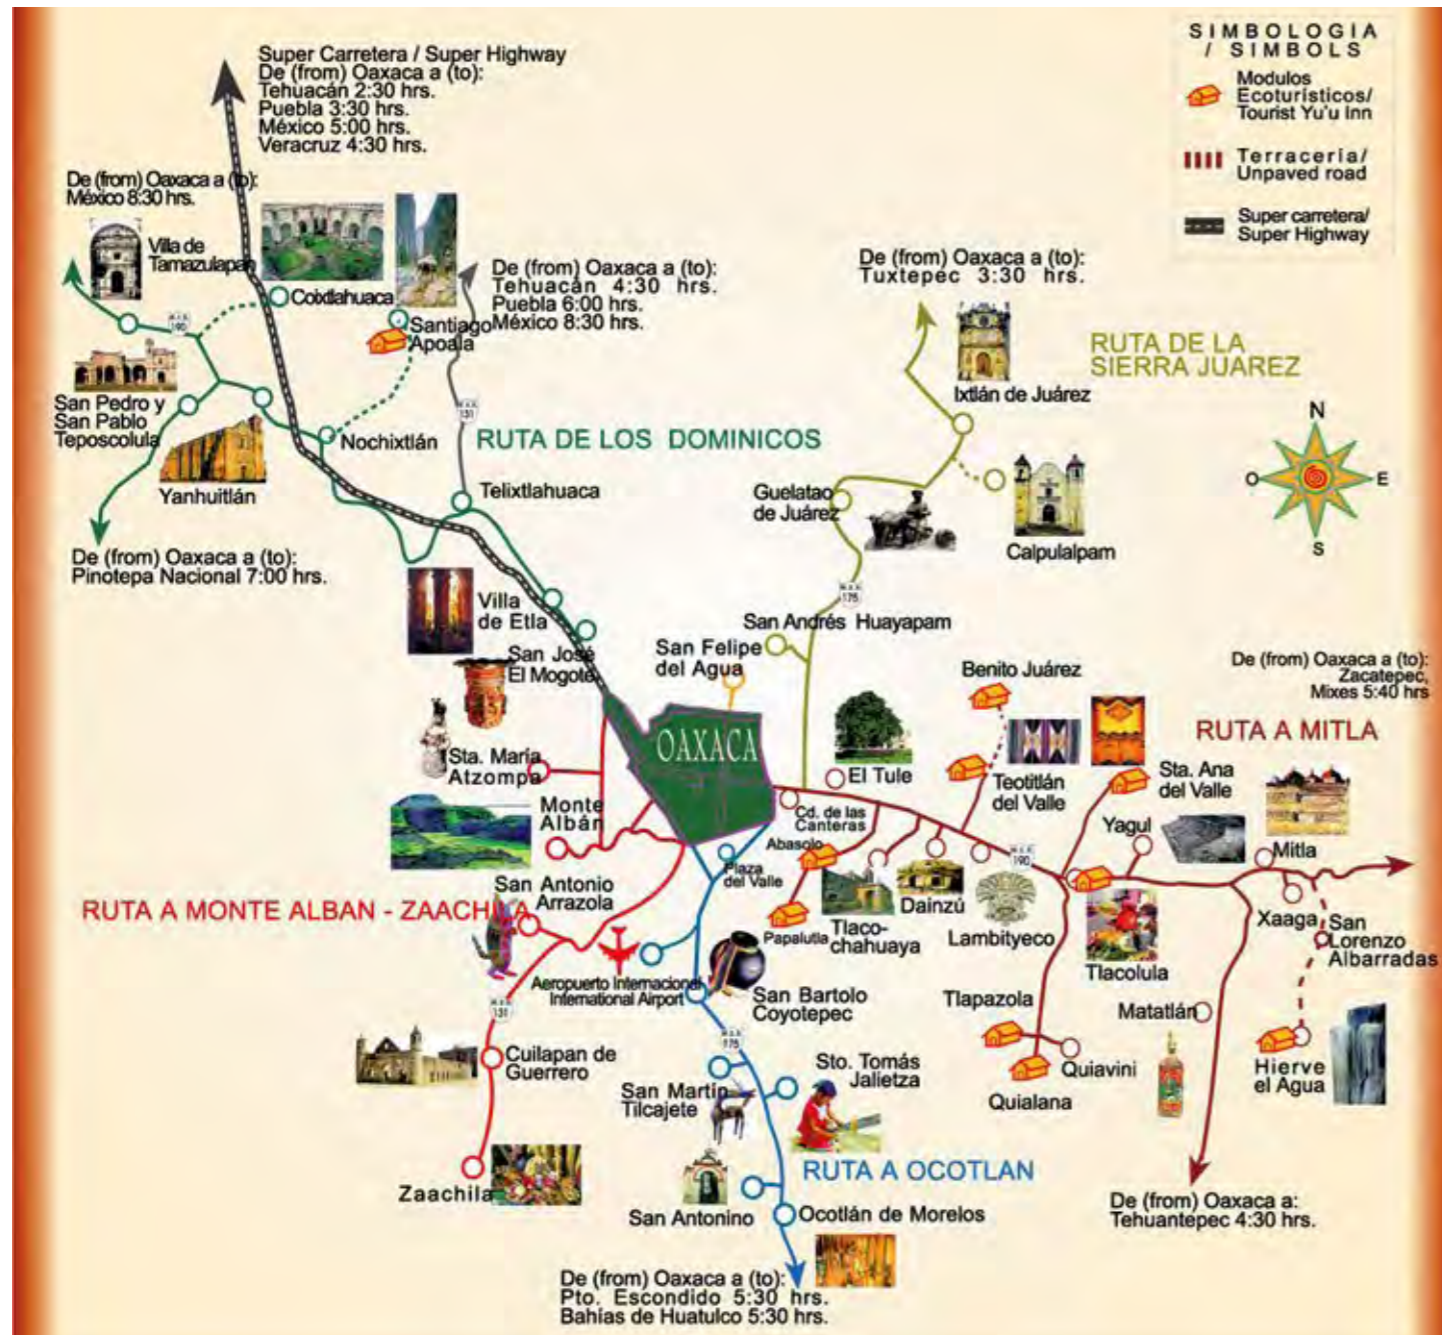 SIMBOLOGIA
/ SIMBOLS
Modulos
Ecoturísticos/
Tourist Yu'u Inn
Terracería/
Unpaved road
Super carretera/
Super Highway
Super Carretera / Super Highway
De (from) Oaxaca a (to):
Tehuacán 2:30 hrs.
Puebla 3:30 hrs.
México 5:00 hrs.
Veracruz 4:30 hrs.
De (from) Oaxaca a (to):
México 8:30 hrs.
Villa de
Tamazulapan
190
Coixtlahuaca
Santiago
Apoala
De (from) Oaxaca a (to):
Tehuacán 4:30 hrs.
Puebla 6:00 hrs.
México 8:30 hrs.
131
San Pedro y
San Pablo
Teposcolula
Yanhuitlán
Nochixtlán
RUTA DE LOS DOMINICOS
Telixtlahuaca
De (from) Oaxaca a (to):
Pinotepa Nacional 7:00 hrs.
Villa
de Etla
San José
El Mogote
De (from) Oaxaca a (to):
Tuxtepec 3:30 hrs.
RUTA DE LA
SIERRA JUAREZ
Ixtlán de Juárez
Guelatao
de Juárez
Calpulalpam
175
San Andrés Huayapam
San Felipe
del Agua
N
O
E
S
OAXACA
Sta. María
Atzompa
Monte
Albán
San Antonio
Arrazola
RUTA A MONTE ALBAN - ZAACHILA
131
Cuilapan de
Guerrero
Zaachila
Aeropuerto Internacional
International Airport
Plaza
del Valle
San Bartolo
Coyotepec
175
San Martín
Tilcajete
Sto. Tomás
Jalietza
RUTA A OCOTLAN
San Antonino
Ocotlán de Morelos
De (from) Oaxaca a (to):
Pto. Escondido 5:30 hrs.
Bahías de Huatulco 5:30 hrs.
De (from) Oaxaca a (to):
Zacatepec,
Mixes 5:40 hrs
RUTA A MITLA
Benito Juárez
El Tule
Cd. de las
Canteras
Teotitlán
del Valle
Sta. Ana
del Valle
Abasolo
Papalutla
Tlaco-
chahuaya
Dainzú
Lambityeco
190
Yagul
Mitla
Tlacolula
Xaaga
San
Lorenzo
Albarradas
Tlapazola
Matatlán
Quiavini
Quialana
Hierve
el Agua
De (from) Oaxaca a:
Tehuantepec 4:30 hrs.